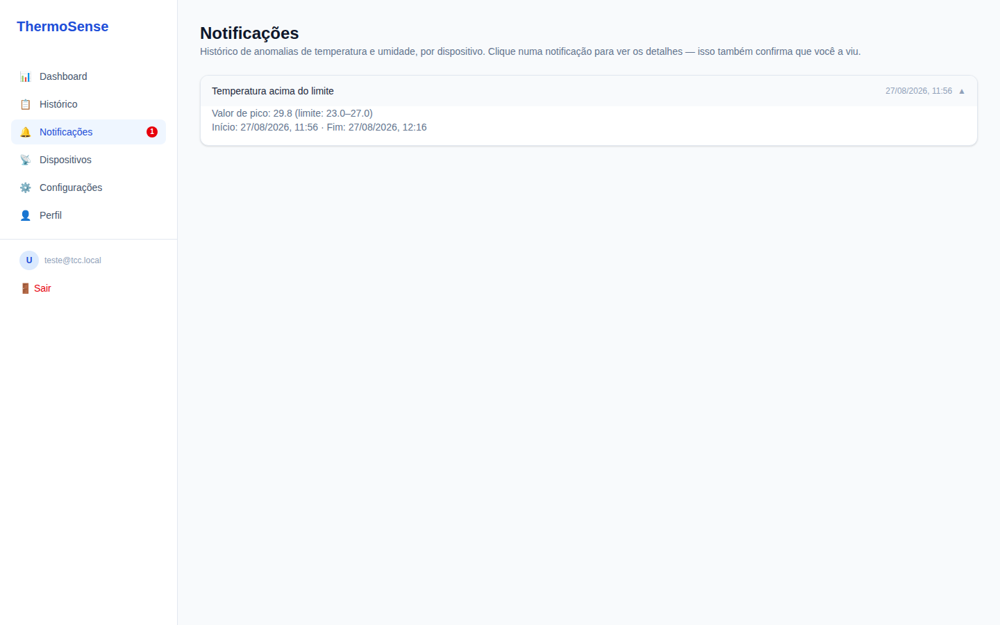 ThermoSense
Dashboard
Histórico
Notificações 1
Dispositivos
Configurações
Perfil
U teste@tcc.local
Sair
Notificações
Histórico de anomalias de temperatura e umidade, por dispositivo. Clique numa notificação para ver os detalhes — isso também confirma que você a viu.
Temperatura acima do limite 27/08/2026, 11:56 ▲
Valor de pico: 29.8 (limite: 23.0–27.0)
Início: 27/08/2026, 11:56 · Fim: 27/08/2026, 12:16